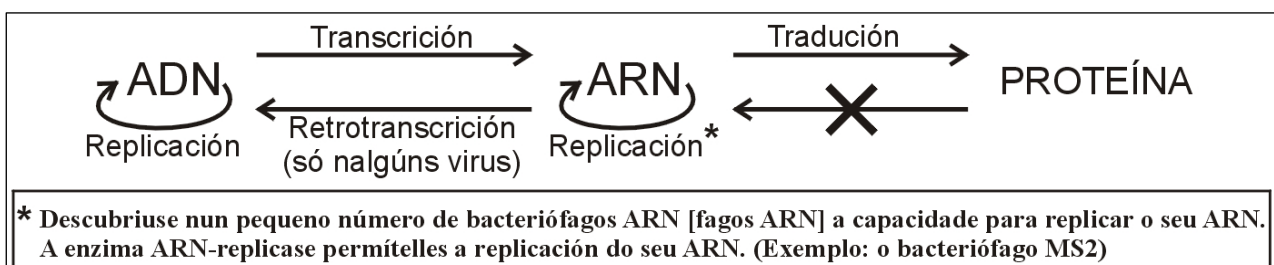 Transcrición
Tradución
ADN
ARN
PROTEÍNA
Replicación
Retrotranscrición
(só nalgúns virus)
Replicación*
* Descubriuse nun pequeno número de bacteriófagos ARN [fagos ARN] a capacidade para replicar o seu ARN.
A enzima ARN-replicase permítelles a replicación do seu ARN. (Exemplo: o bacteriófago MS2)